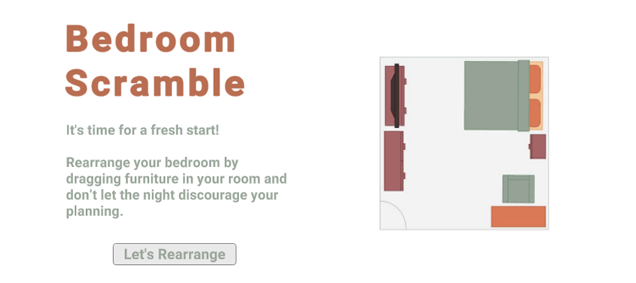 Bedroom
Scramble
It's time for a fresh start!
Rearrange your bedroom by
dragging furniture in your room and
don't let the night discourage your
planning.
Let's Rearrange